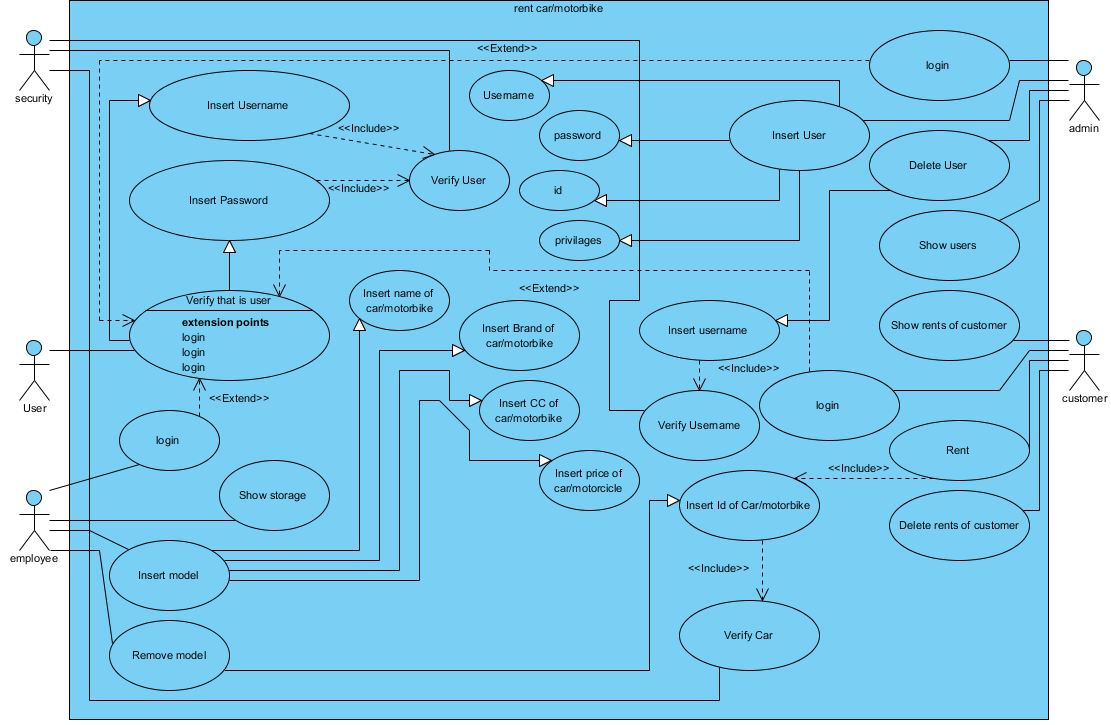 rent car/motorbike
security
<<Extend>>
login
admin
Insert Username
<<Include>>
Username
password
Insert User
Verify User
Delete User
Insert Password
<<Include>>
id
privilages
Show users
Verify that is user
extension points
login
login
login
<<Extend>>
Insert name of
car/motorbike
Insert Brand of
car/motorbike
Insert username
Show rents of customer
<<Include>>
User
<<Extend>>
customer
Insert CC of
car/motorbike
login
Verify Username
login
Rent
<<Include>>
Show storage
Insert price of
car/motorcicle
Insert Id of Car/motorbike
Delete rents of customer
employee
Insert model
<<Include>>
Verify Car
Remove model